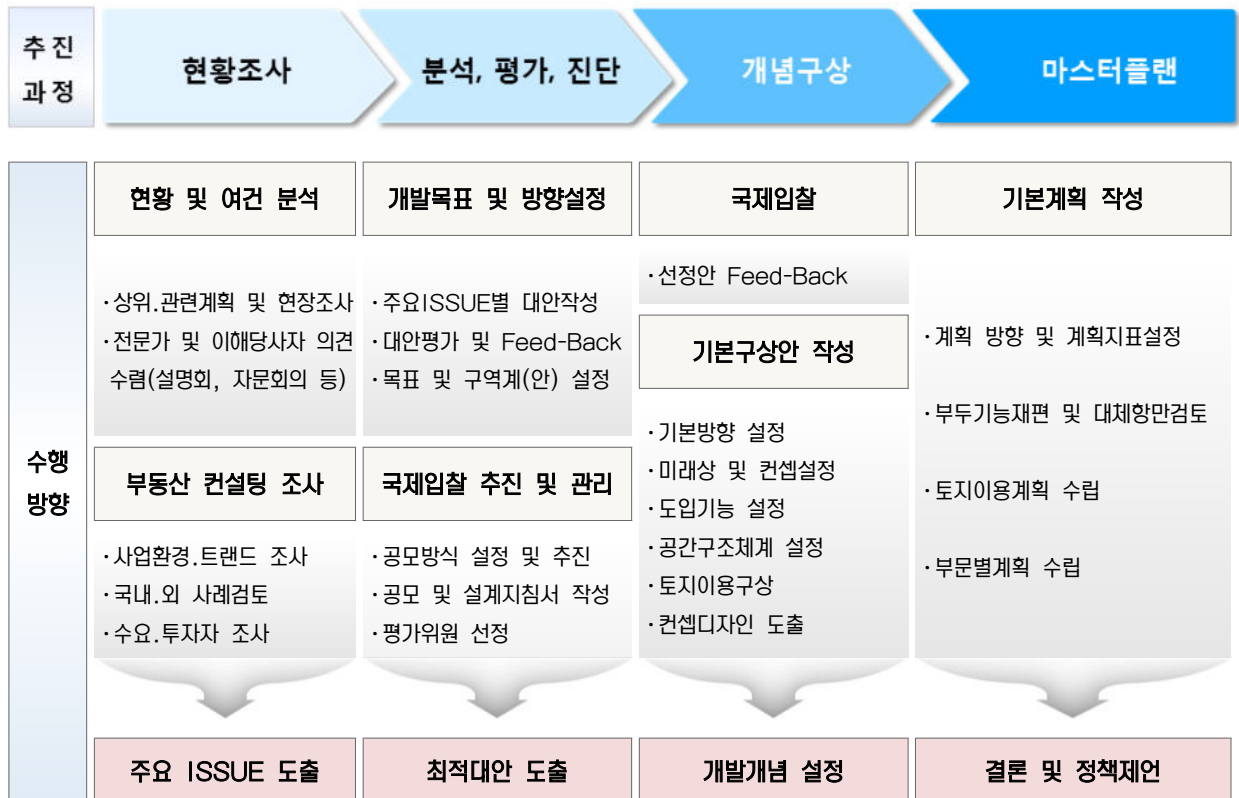 추 진
과 정
현황조사
분석, 평가, 진단
개념구상
마스터플랜
수행
방향
현황 및 여건 분석
·상위.관련계획 및 현장조사
·전문가 및 이해당사자 의견
수렴(설명회, 자문회의 등)
부동산 컨설팅 조사
·사업환경.트랜드 조사
·국내.외 사례검토
·수요.투자자 조사
주요 ISSUE 도출
개발목표 및 방향설정
·주요ISSUE별 대안작성
·대안평가 및 Feed-Back
·목표 및 구역계(안) 설정
국제입찰 추진 및 관리
·공모방식 설정 및 추진
·공모 및 설계지침서 작성
·평가위원 선정
최적대안 도출
국제입찰
·선정안 Feed-Back
기본구상안 작성
·기본방향 설정
·미래상 및 컨셉설정
·도입기능 설정
·공간구조체계 설정
·토지이용구상
·컨셉디자인 도출
개발개념 설정
기본계획 작성
·계획 방향 및 계획지표설정
·부두기능재편 및 대체항만검토
·토지이용계획 수립
·부문별계획 수립
결론 및 정책제언